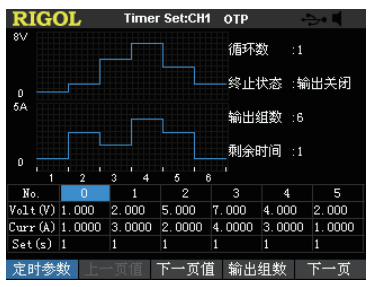 RIGOL Timer Set:CH1 OTP
8V
0
5A
0
1 2 3 4 5 6
循环数 :1
终止状态 :输出关闭
输出组数 :6
剩余时间 :1
No. 0 1 2 3 4 5
Volt(V) 1.000 2.000 5.000 7.000 4.000 2.000
Curr(A) 1.0000 3.0000 2.0000 4.0000 3.0000 1.0000
Set(s) 1 1 1 1 1 1
定时参数 上一页值 下一页值 输出组数 下一页